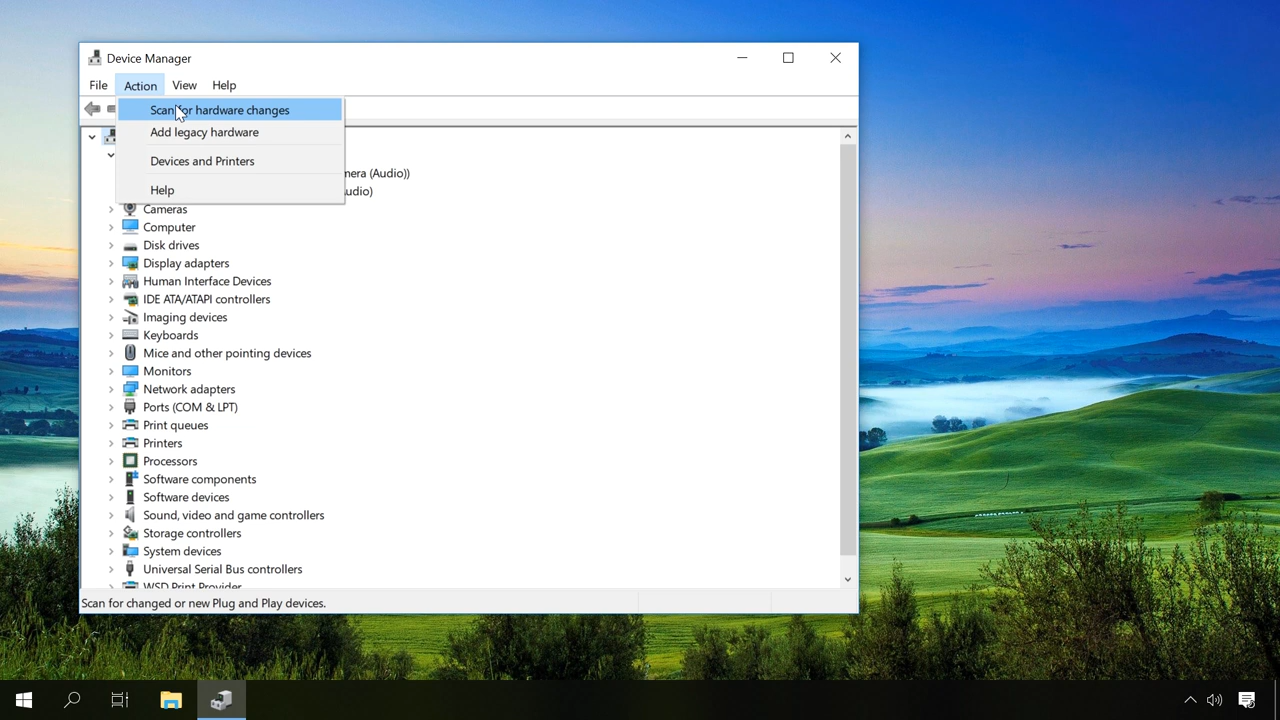 Device Manager
File Action View Help
Scan for hardware changes
Add legacy hardware
Devices and Printers
(Audio))
Help
Cameras
Computer
Disk drives
Display adapters
Human Interface Devices
IDE ATA/ATAPI controllers
Imaging devices
Keyboards
Mice and other pointing devices
Monitors
Network adapters
Ports (COM & LPT)
Print queues
Printers
Processors
Software components
Software devices
Sound, video and game controllers
Storage controllers
System devices
Universal Serial Bus controllers
WSD Print Provider
Scan for changed or new Plug and Play devices.